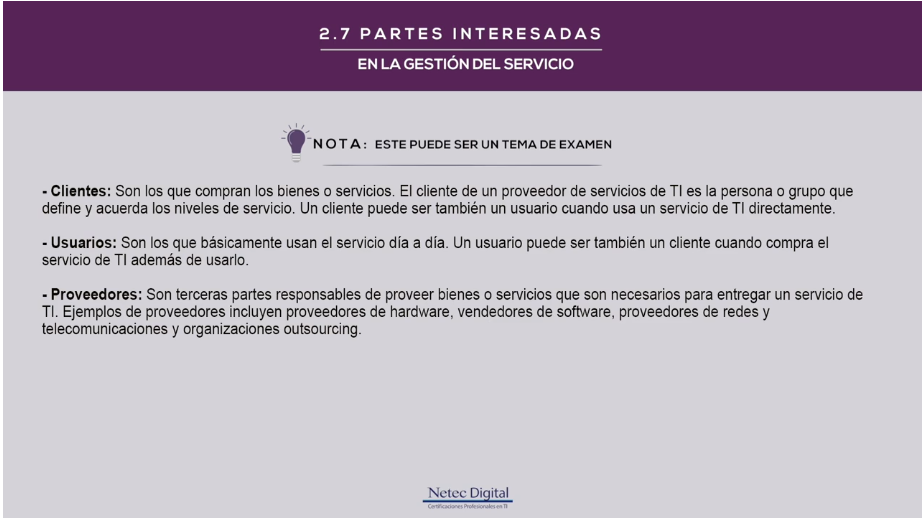 2.7 PARTES INTERESADAS
EN LA GESTIÓN DEL SERVICIO
NOTA: ESTE PUEDE SER UN TEMA DE EXAMEN
- Clientes: Son los que compran los bienes o servicios. El cliente de un proveedor de servicios de TI es la persona o grupo que
define y acuerda los niveles de servicio. Un cliente puede ser también un usuario cuando usa un servicio de TI directamente.
- Usuarios: Son los que básicamente usan el servicio día a día. Un usuario puede ser también un cliente cuando compra el
servicio de TI además de usarlo.
- Proveedores: Son terceras partes responsables de proveer bienes o servicios que son necesarios para entregar un servicio de
TI. Ejemplos de proveedores incluyen proveedores de hardware, vendedores de software, proveedores de redes y
telecomunicaciones y organizaciones outsourcing.
Netec Digital
Certificaciones Profesionales en TI